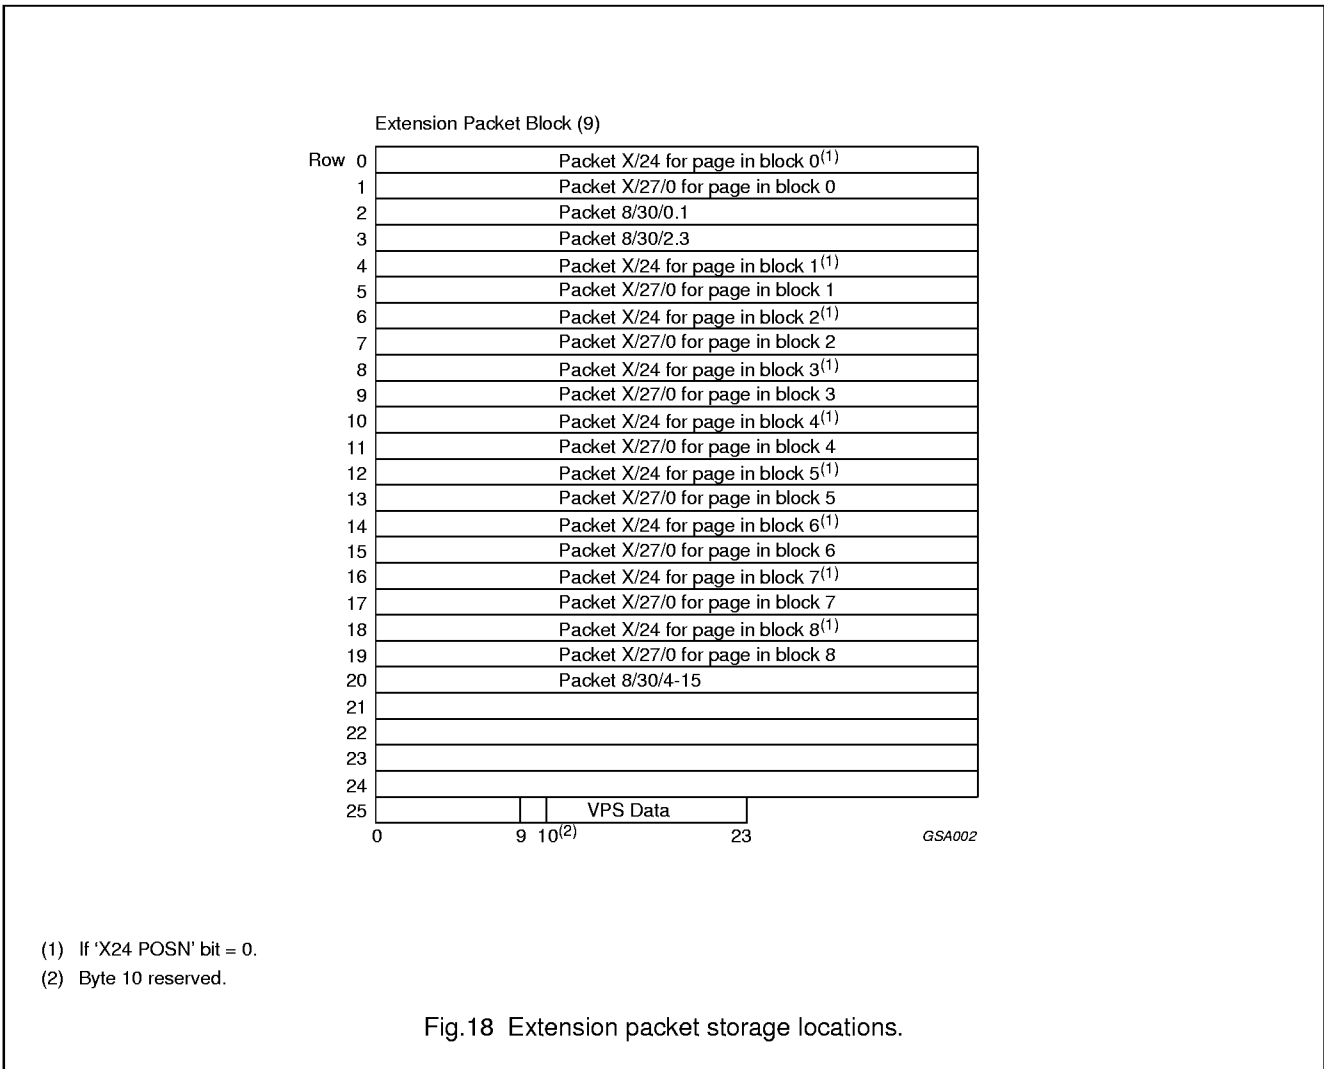 Extension Packet Block (9)
Row 0 Packet X/24 for page in block 0(1)
1 Packet X/27/0 for page in block 0
2 Packet 8/30/0.1
3 Packet 8/30/2.3
4 Packet X/24 for page in block 1(1)
5 Packet X/27/0 for page in block 1
6 Packet X/24 for page in block 2(1)
7 Packet X/27/0 for page in block 2
8 Packet X/24 for page in block 3(1)
9 Packet X/27/0 for page in block 3
10 Packet X/24 for page in block 4(1)
11 Packet X/27/0 for page in block 4
12 Packet X/24 for page in block 5(1)
13 Packet X/27/0 for page in block 5
14 Packet X/24 for page in block 6(1)
15 Packet X/27/0 for page in block 6
16 Packet X/24 for page in block 7(1)
17 Packet X/27/0 for page in block 7
18 Packet X/24 for page in block 8(1)
19 Packet X/27/0 for page in block 8
20 Packet 8/30/4-15
21
22
23
24
25 VPS Data
0 9 10(2) 23 GSA002
(1) If ‘X24 POSN’ bit = 0.
(2) Byte 10 reserved.
Fig.18 Extension packet storage locations.